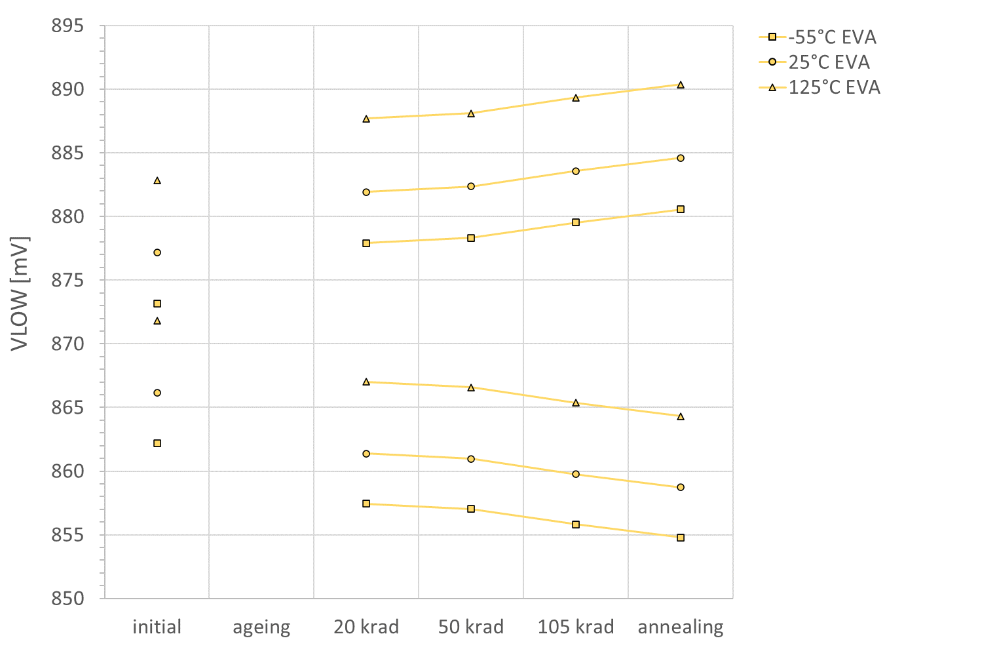 895
890
885
880
875
870
865
860
855
850
VLOW [mV]
initial
ageing
20 krad
50 krad
105 krad
annealing
-55°C EVA
25°C EVA
125°C EVA